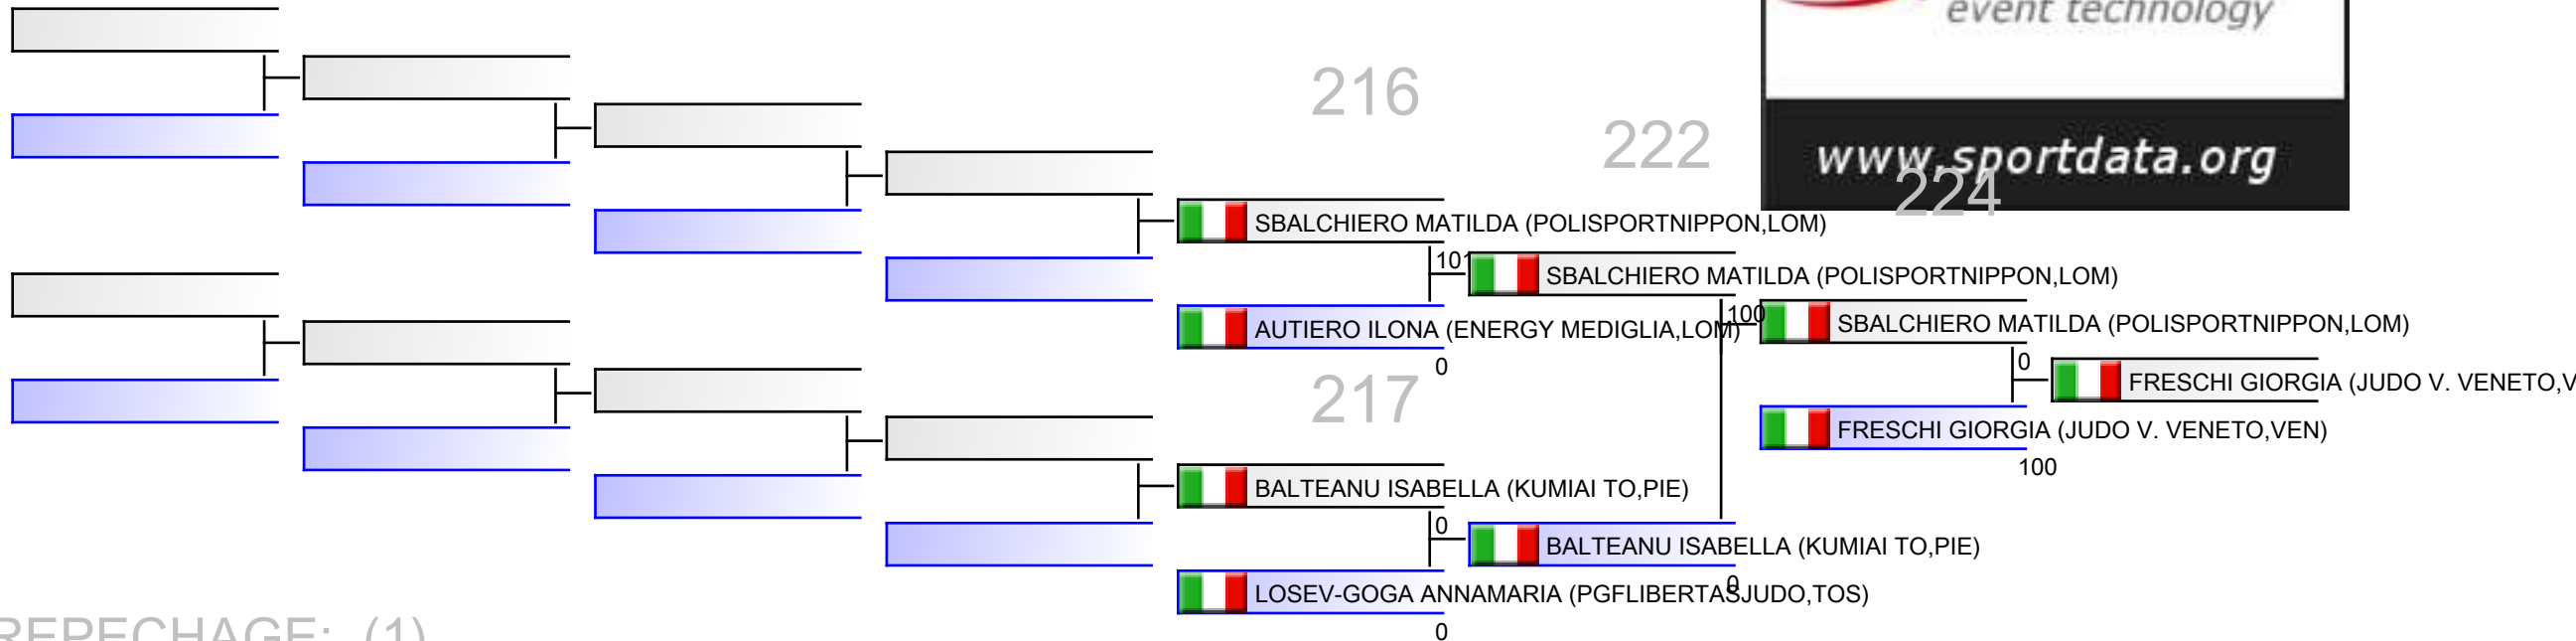 event technology
216
222
www.sportdata.org
224
SBALCHIERO MATILDA (POLISPORTNIPPON,LOM)
101
SBALCHIERO MATILDA (POLISPORTNIPPON,LOM)
AUTIERO ILONA (ENERGY MEDIGLIA,LOM)
100
SBALCHIERO MATILDA (POLISPORTNIPPON,LOM)
0
0
FRESCHI GIORGIA (JUDO V. VENETO,V
217
FRESCHI GIORGIA (JUDO V. VENETO,VEN)
100
BALTEANU ISABELLA (KUMIAI TO,PIE)
0
BALTEANU ISABELLA (KUMIAI TO,PIE)
0
LOSEV-GOGA ANNAMARIA (PGFLIBERTASJUDO,TOS)
0
REPECHAGE: (1)